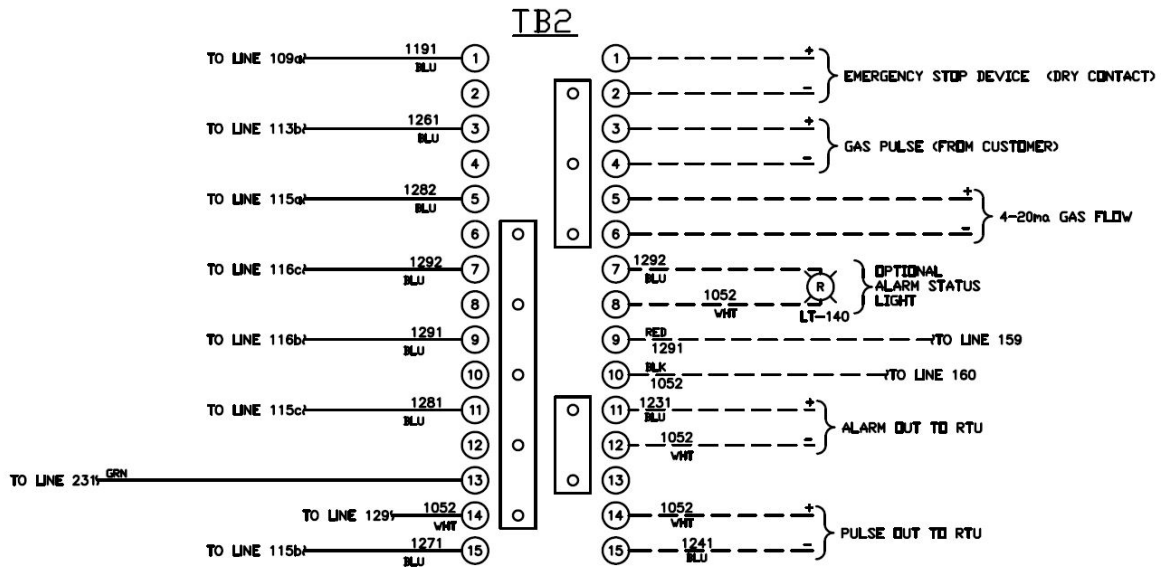 TB2
TO LINE 109a 1191 BLU 1 1 + EMERGENCY STOP DEVICE (DRY CONTACT)
2 2 -
TO LINE 113b 1261 BLU 3 3 + GAS PULSE (FROM CUSTOMER)
4 4 -
TO LINE 115a 1282 BLU 5 5 + 4-20ma GAS FLOW
6 6 -
TO LINE 116c 1292 BLU 7 7 1292 BLU R OPTIONAL
ALARM STATUS
LIGHT
8 8 1052 WHT LT-140
TO LINE 116b 1291 BLU 9 9 RED 1291 TO LINE 159
10 10 BLK 1052 TO LINE 160
TO LINE 115c 1281 BLU 11 11 1231 BLU + ALARM OUT TO RTU
12 12 1052 WHT -
TO LINE 231 GRN 13 13
TO LINE 129 1052 WHT 14 14 1052 WHT + PULSE OUT TO RTU
TO LINE 115b 1271 BLU 15 15 1241 BLU -